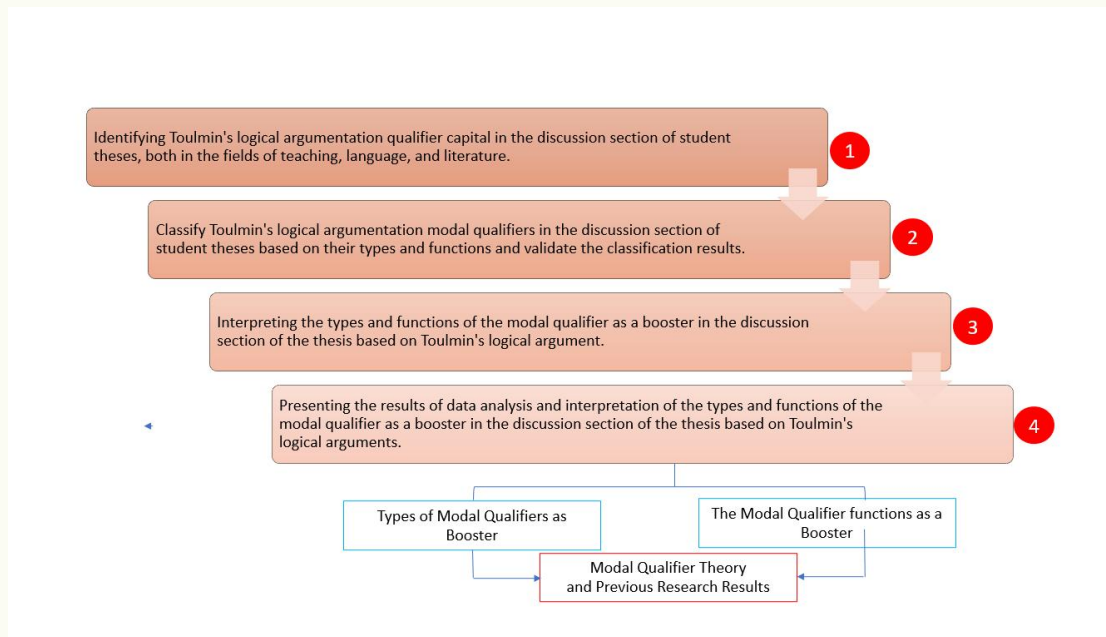 Identifying Toulmin's logical argumentation qualifier capital in the discussion section of student
theses, both in the fields of teaching, language, and literature.
1
Classify Toulmin's logical argumentation modal qualifiers in the discussion section of
student theses based on their types and functions and validate the classification results.
2
Interpreting the types and functions of the modal qualifier as a booster in the discussion
section of the thesis based on Toulmin's logical argument.
3
Presenting the results of data analysis and interpretation of the types and functions of the
modal qualifier as a booster in the discussion section of the thesis based on Toulmin's
logical arguments.
4
Types of Modal Qualifiers as
Booster
The Modal Qualifier functions as a
Booster
Modal Qualifier Theory
and Previous Research Results